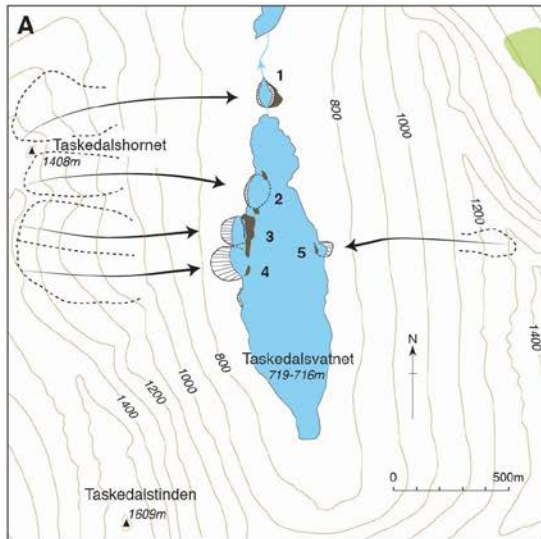 A
1
800
1000
Taskedalshornet
1408m
2
1200
3
5
4
N
Taskedalsvatnet
719-716m
800
1000
1200
1400
1400
0
500m
Taskedalstinden
1609m